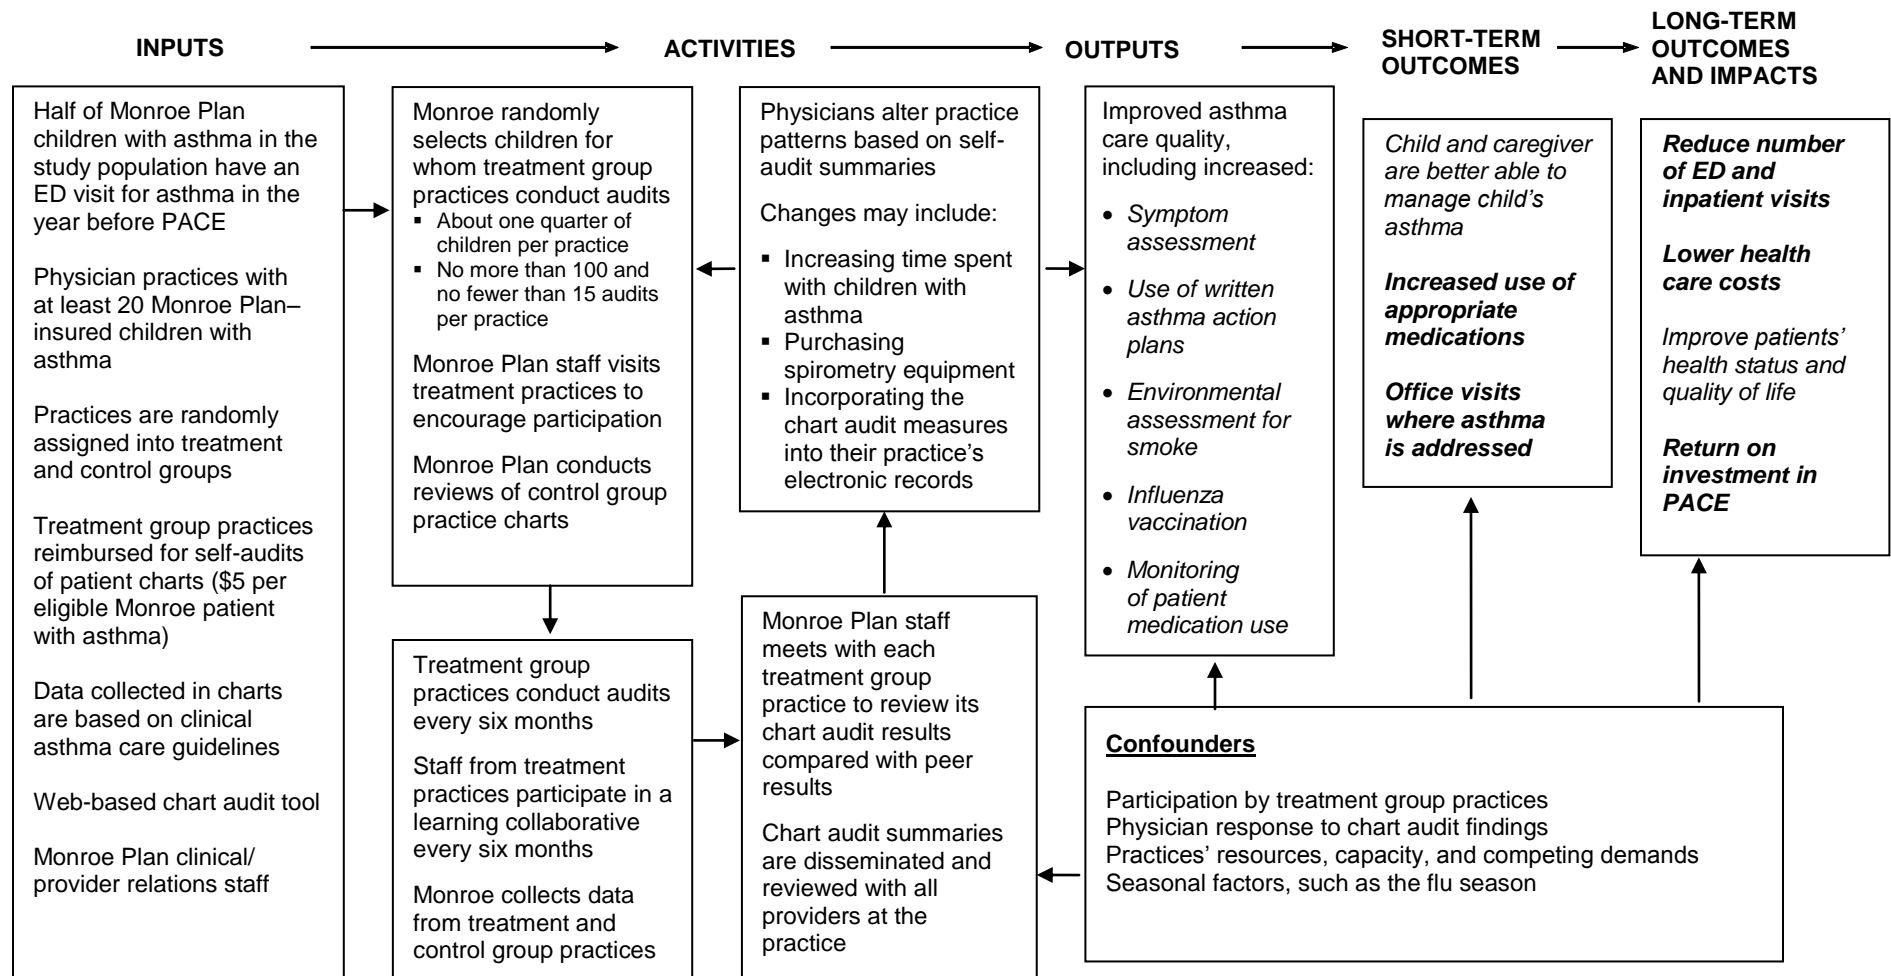 INPUTS
ACTIVITIES
OUTPUTS
SHORT-TERM
OUTCOMES
LONG-TERM
OUTCOMES
AND IMPACTS
Half of Monroe Plan
children with asthma in the
study population have an
ED visit for asthma in the
year before PACE
Physician practices with
at least 20 Monroe Plan–
insured children with
asthma
Practices are randomly
assigned into treatment
and control groups
Treatment group practices
reimbursed for self-audits
of patient charts ($5 per
eligible Monroe patient
with asthma)
Data collected in charts
are based on clinical
asthma care guidelines
Web-based chart audit tool
Monroe Plan clinical/
provider relations staff
Monroe randomly
selects children for
whom treatment group
practices conduct audits
▪ About one quarter of
children per practice
▪ No more than 100 and
no fewer than 15 audits
per practice
Monroe Plan staff visits
treatment practices to
encourage participation
Monroe Plan conducts
reviews of control group
practice charts
Treatment group
practices conduct audits
every six months
Staff from treatment
practices participate in a
learning collaborative
every six months
Monroe collects data
from treatment and
control group practices
Physicians alter practice
patterns based on self-
audit summaries
Changes may include:
▪ Increasing time spent
with children with
asthma
▪ Purchasing
spirometry equipment
▪ Incorporating the
chart audit measures
into their practice's
electronic records
Monroe Plan staff
meets with each
treatment group
practice to review its
chart audit results
compared with peer
results
Chart audit summaries
are disseminated and
reviewed with all
providers at the
practice
Improved asthma
care quality,
including increased:
• Symptom
assessment
• Use of written
asthma action
plans
• Environmental
assessment for
smoke
• Influenza
vaccination
• Monitoring
of patient
medication use
Child and caregiver
are better able to
manage child's
asthma
Increased use of
appropriate
medications
Office visits
where asthma
is addressed
Reduce number
of ED and
inpatient visits
Lower health
care costs
Improve patients'
health status and
quality of life
Return on
investment in
PACE
Confounders
Participation by treatment group practices
Physician response to chart audit findings
Practices' resources, capacity, and competing demands
Seasonal factors, such as the flu season